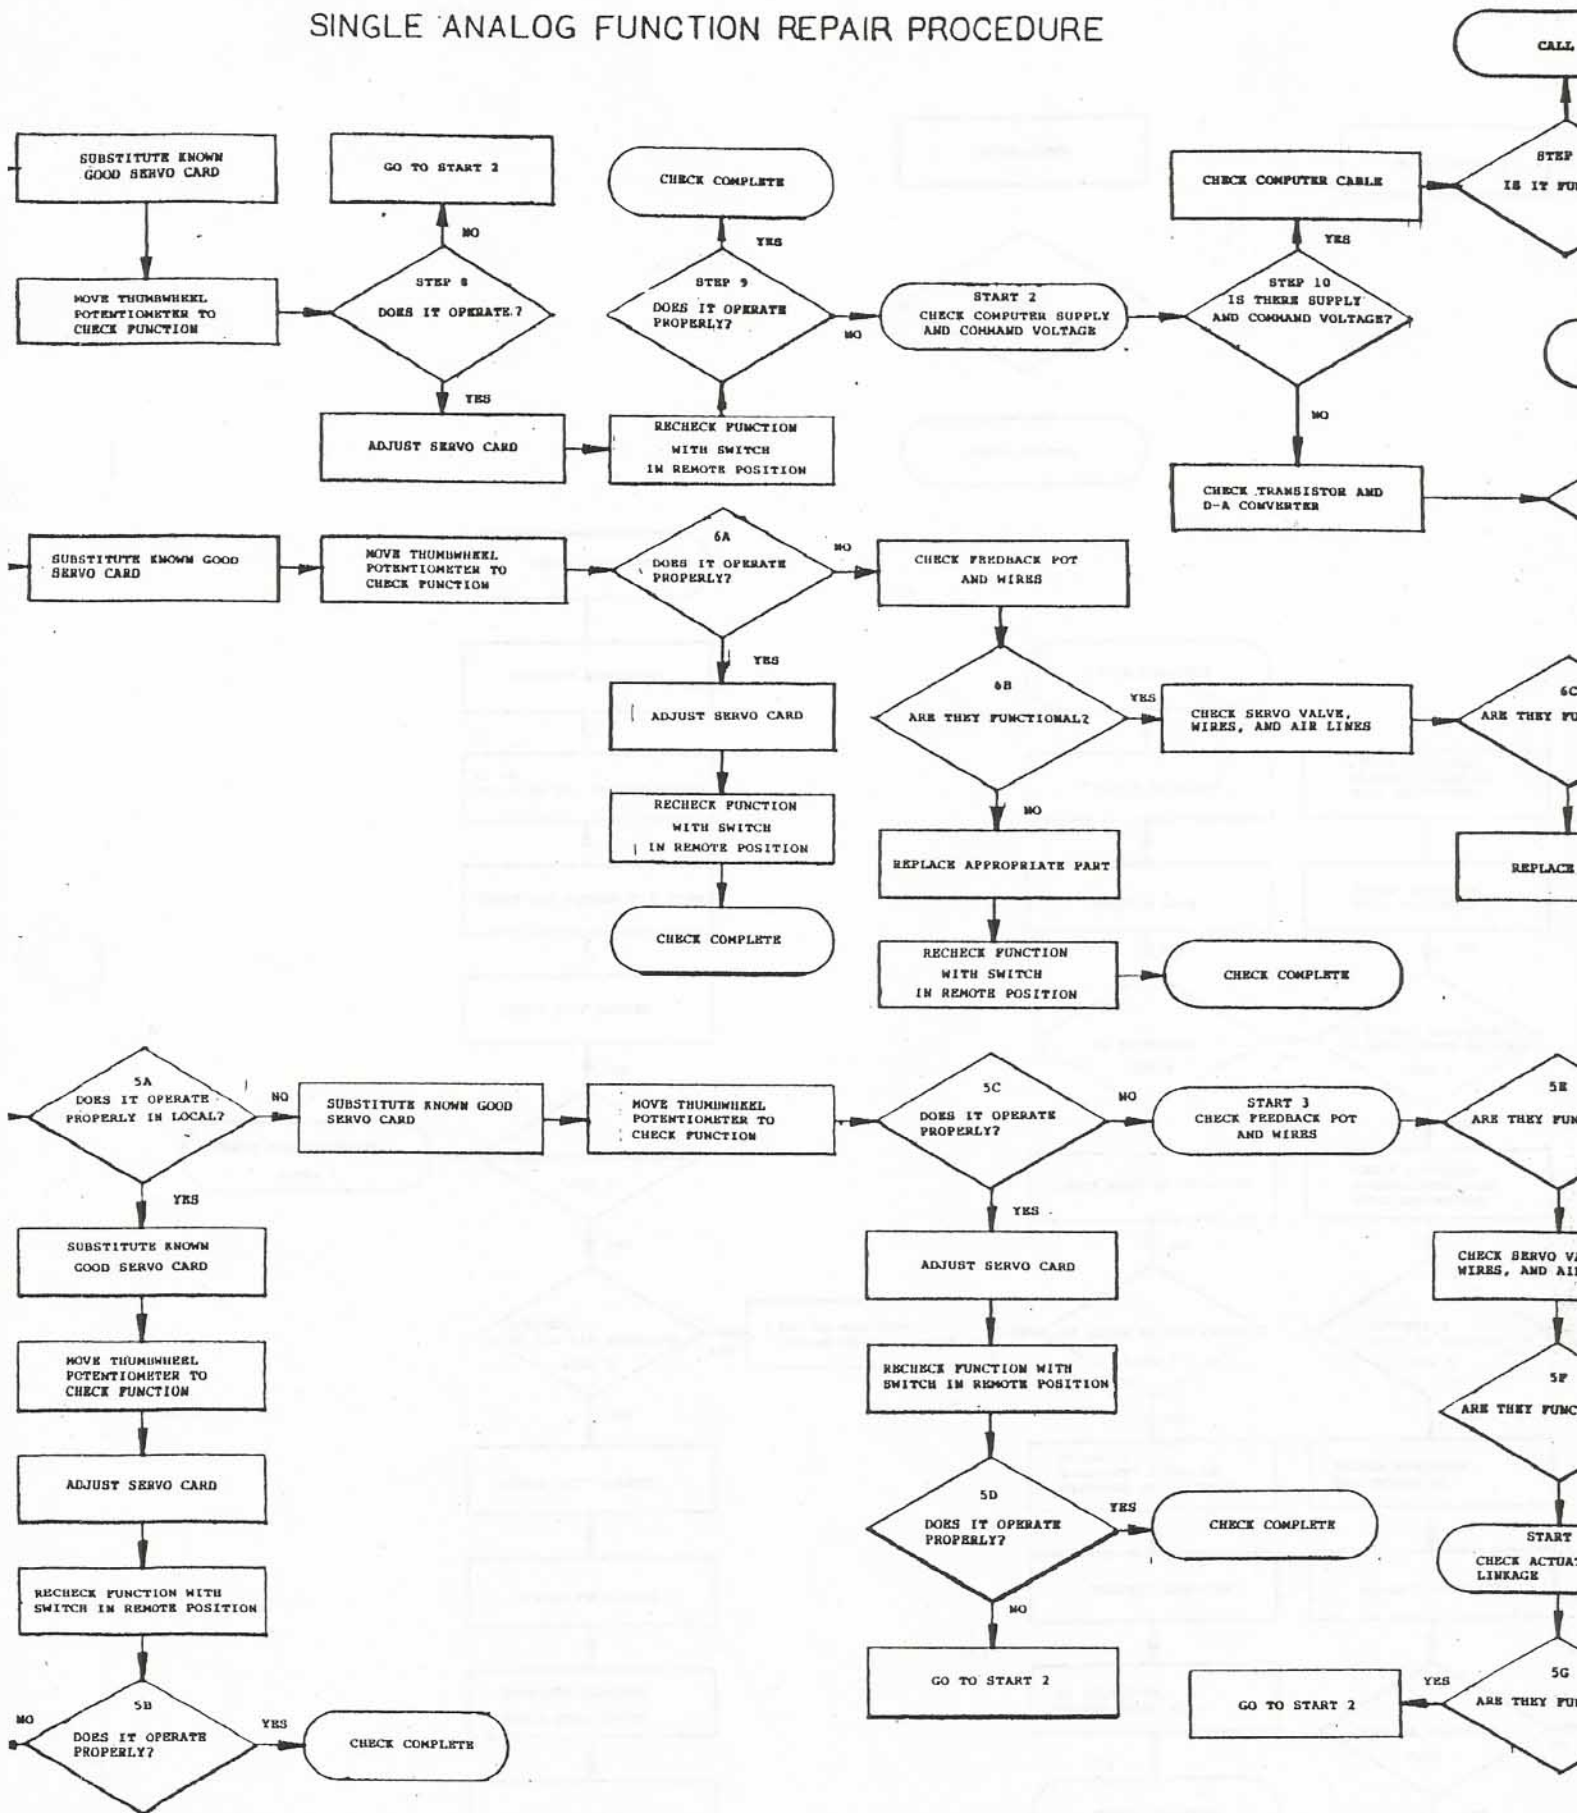 SINGLE ANALOG FUNCTION REPAIR PROCEDURE
CALL
SUBSTITUTE KNOWN
GOOD SERVO CARD
GO TO START 2
CHECK COMPLETE
CHECK COMPUTER CABLE
STEP
IS IT
NO
YES
YES
MOVE THUMBWHEEL
POTENTIOMETER TO
CHECK FUNCTION
STEP 8
DOES IT OPERATE?
STEP 9
DOES IT OPERATE
PROPERLY?
NO
START 2
CHECK COMPUTER SUPPLY
AND COMMAND VOLTAGE
STEP 10
IS THERE SUPPLY
AND COMMAND VOLTAGE?
YES
NO
ADJUST SERVO CARD
RECHECK FUNCTION
WITH SWITCH
IN REMOTE POSITION
CHECK TRANSISTOR AND
D-A CONVERTER
SUBSTITUTE KNOWN GOOD
SERVO CARD
MOVE THUMBWHEEL
POTENTIOMETER TO
CHECK FUNCTION
6A
DOES IT OPERATE
PROPERLY?
NO
CHECK FEEDBACK POT
AND WIRES
YES
ADJUST SERVO CARD
6B
ARE THEY FUNCTIONAL?
YES
CHECK SERVO VALVE,
WIRES, AND AIR LINES
6C
ARE THEY
RECHECK FUNCTION
WITH SWITCH
IN REMOTE POSITION
NO
REPLACE APPROPRIATE PART
REPLACE
CHECK COMPLETE
RECHECK FUNCTION
WITH SWITCH
IN REMOTE POSITION
CHECK COMPLETE
5A
DOES IT OPERATE
PROPERLY IN LOCAL?
NO
SUBSTITUTE KNOWN GOOD
SERVO CARD
MOVE THUMBWHEEL
POTENTIOMETER TO
CHECK FUNCTION
5C
DOES IT OPERATE
PROPERLY?
NO
START 3
CHECK FEEDBACK POT
AND WIRES
5E
ARE THEY
YES
YES
SUBSTITUTE KNOWN
GOOD SERVO CARD
ADJUST SERVO CARD
CHECK SERVO
WIRES, AND
MOVE THUMBWHEEL
POTENTIOMETER TO
CHECK FUNCTION
RECHECK FUNCTION WITH
SWITCH IN REMOTE POSITION
5F
ARE THEY
ADJUST SERVO CARD
5D
DOES IT OPERATE
PROPERLY?
YES
CHECK COMPLETE
START
CHECK
LINKAGE
RECHECK FUNCTION WITH
SWITCH IN REMOTE POSITION
NO
GO TO START 2
GO TO START 2
YES
5G
ARE THEY
NO
5B
DOES IT OPERATE
PROPERLY?
YES
CHECK COMPLETE